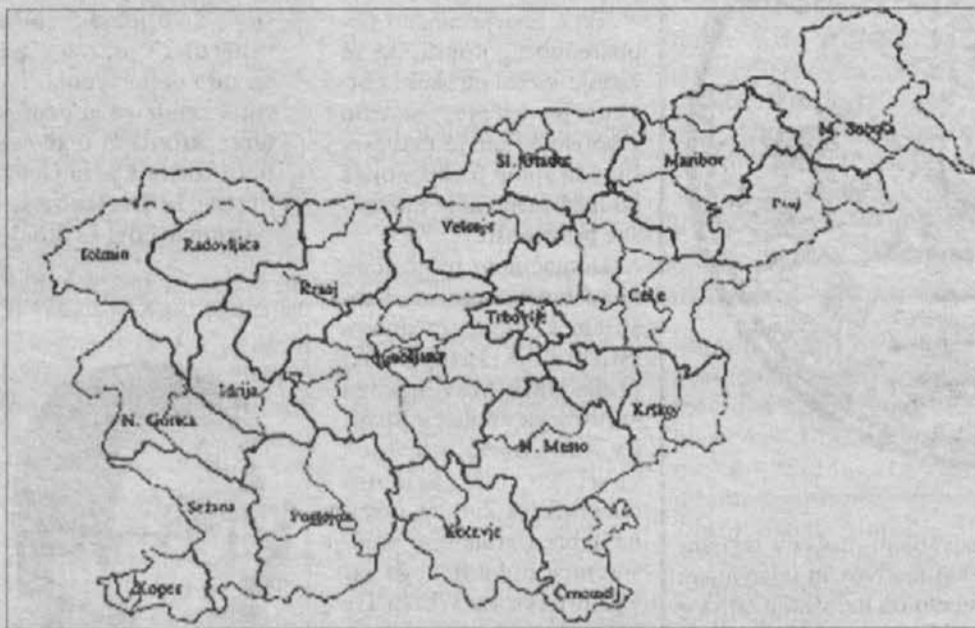 M. Sobota
Sl. Gradec
Maribor
Ptuj
Velenje
Tolmin
Radovljica
Kranj
Celje
Trbovlje
Ljubljana
Idrija
Krško
N. Gorica
N. Mesto
Sežana
Postojna
Kočevje
Koper
Črnomelj